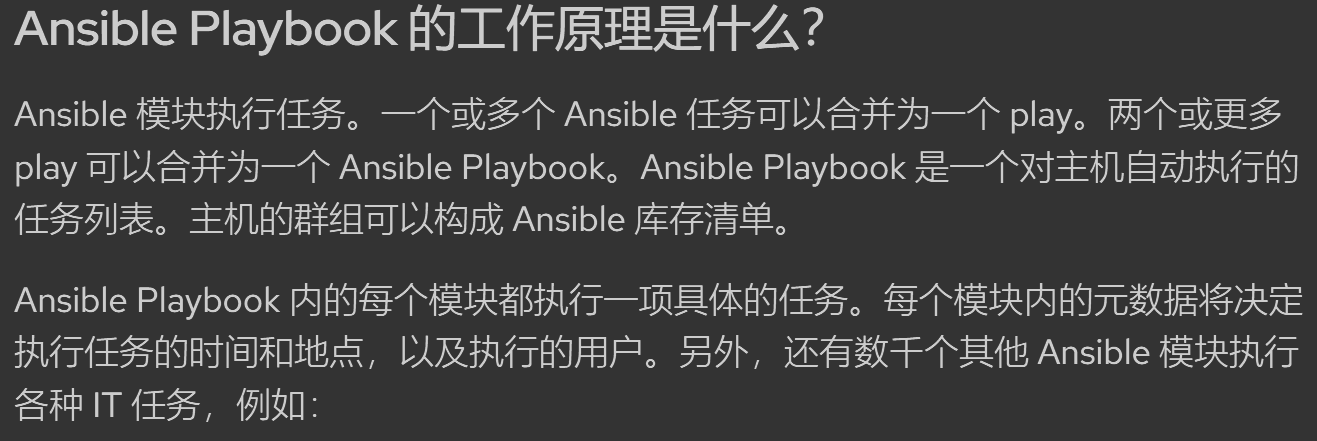 Ansible Playbook 的工作原理是什么？
Ansible 模块执行任务。一个或多个 Ansible 任务可以合并为一个 play。两个或更多
play 可以合并为一个 Ansible Playbook。Ansible Playbook 是一个对主机自动执行的
任务列表。主机的群组可以构成 Ansible 库存清单。
Ansible Playbook 内的每个模块都执行一项具体的任务。每个模块内的元数据将决定
执行任务的时间和地点，以及执行的用户。另外，还有数千个其他 Ansible 模块执行
各种 IT 任务，例如：